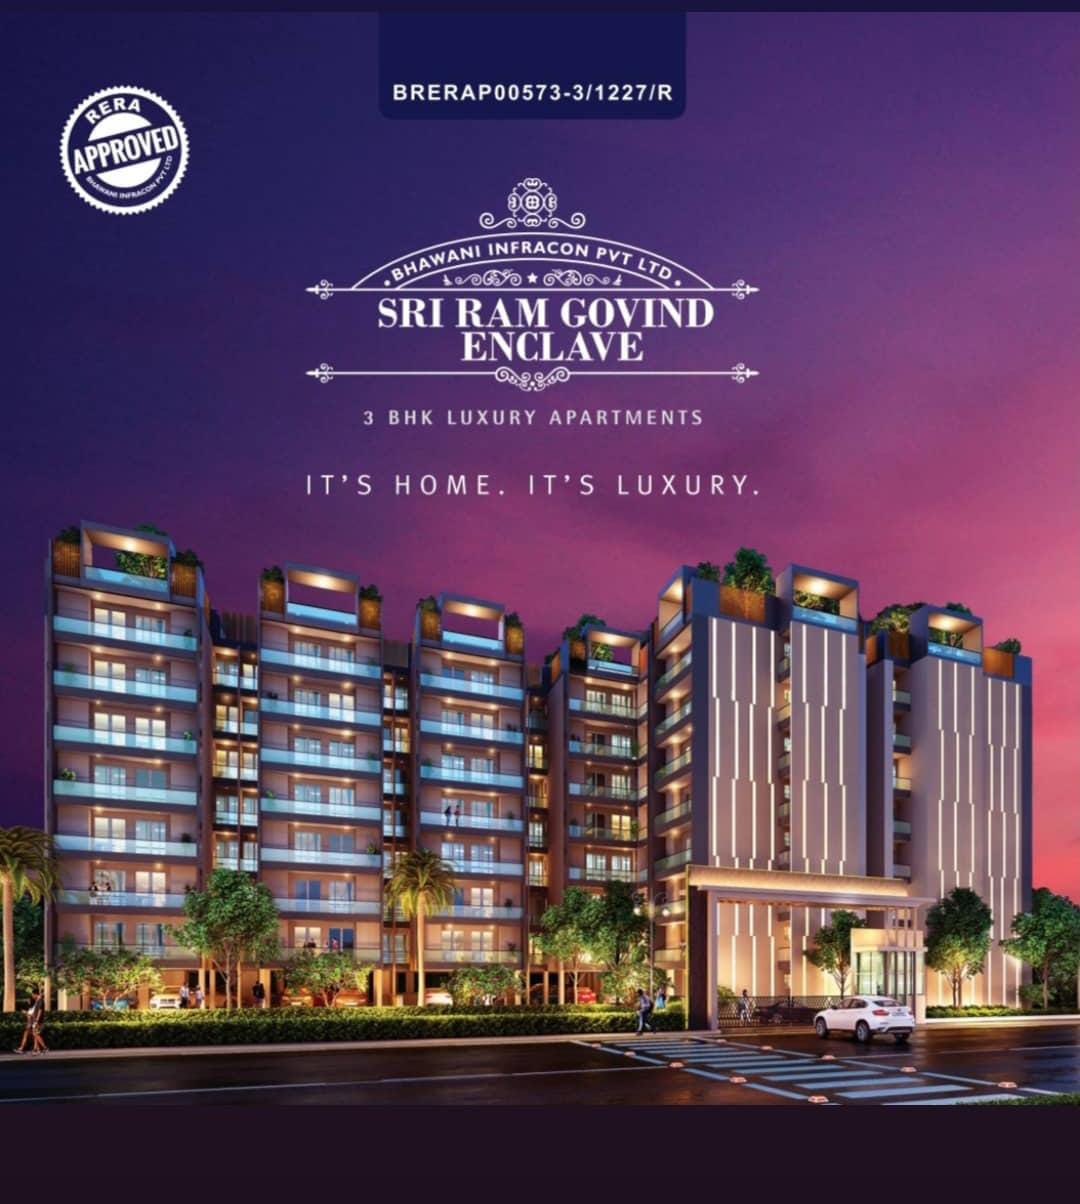 BRERAP00573-3/1227/R
RERA
APPROVED
BHAWANI INFRACON PVT LTD
BHAWANI INFRACON PVT LTD
SRI RAM GOVIND
ENCLAVE
3 BHK LUXURY APARTMENTS
IT'S HOME. IT'S LUXURY.